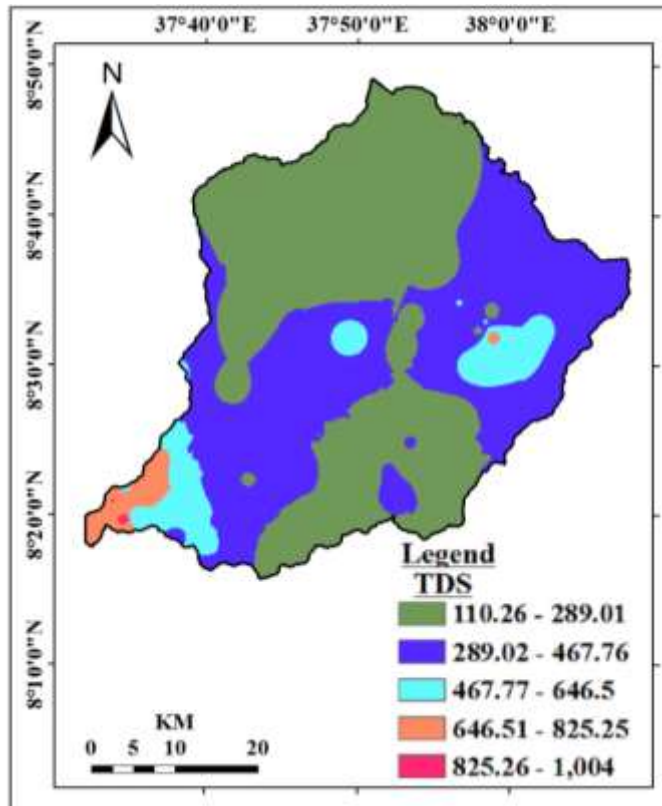 37°40'0"E 37°50'0"E 38°0'0"E
N
8°50'0"N
8°40'0"N
8°30'0"N
8°20'0"N
8°10'0"N
Legend
TDS
110.26 - 289.01
289.02 - 467.76
467.77 - 646.5
646.51 - 825.25
825.26 - 1,004
KM
0 5 10 20